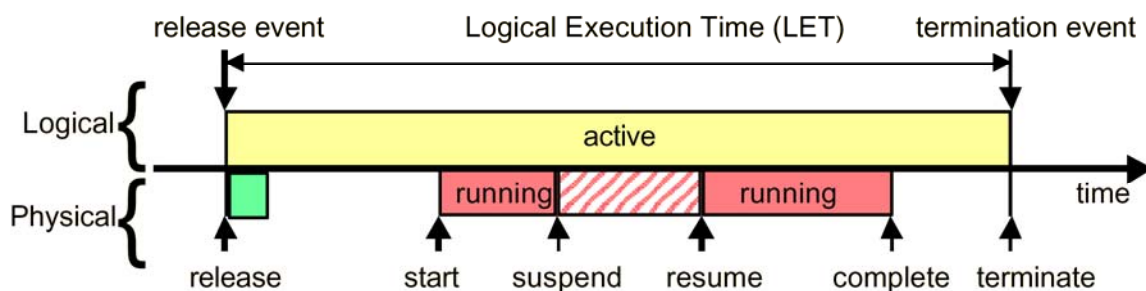 release event Logical Execution Time (LET) termination event
Logical
active
running running time
Physical
release start suspend resume complete terminate